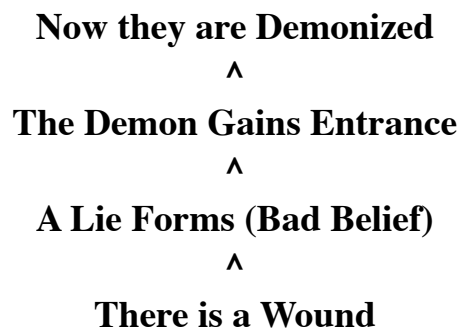 Now they are Demonized
^
The Demon Gains Entrance
^
A Lie Forms (Bad Belief)
^
There is a Wound